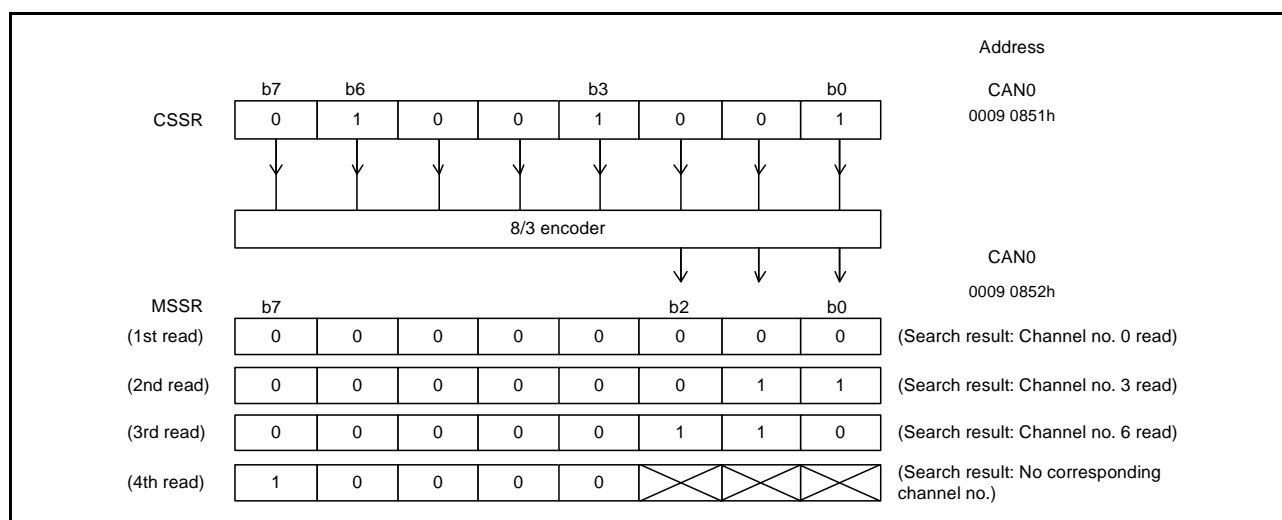 Address
b7 b6 b3 b0 CAN0
CSSR 0 1 0 0 1 0 0 1 0009 0851h
8/3 encoder
CAN0
0009 0852h
MSSR b7 b2 b0
(1st read) 0 0 0 0 0 0 0 0 (Search result: Channel no. 0 read)
(2nd read) 0 0 0 0 0 0 1 1 (Search result: Channel no. 3 read)
(3rd read) 0 0 0 0 0 1 1 0 (Search result: Channel no. 6 read)
(4th read) 1 0 0 0 0 (Search result: No corresponding
channel no.)